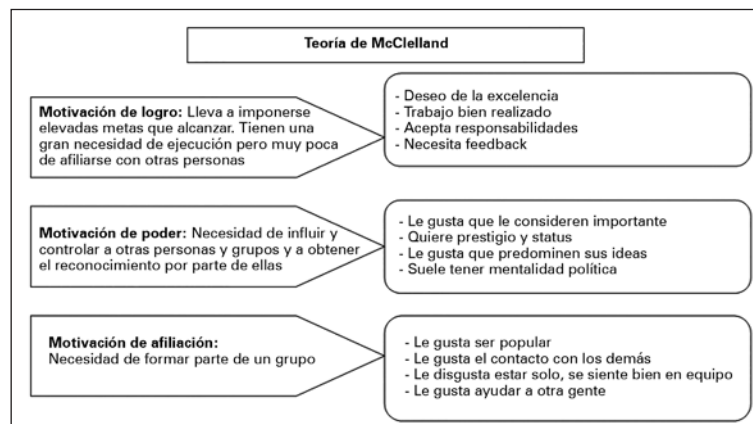 Teoría de McClelland
Motivación de logro: Lleva a imponerse
elevadas metas que alcanzar. Tienen una
gran necesidad de ejecución pero muy poca
de afiliarse con otras personas
- Deseo de la excelencia
- Trabajo bien realizado
- Acepta responsabilidades
- Necesita feedback
Motivación de poder: Necesidad de influir y
controlar a otras personas y grupos y a obtener
el reconocimiento por parte de ellas
- Le gusta que le consideren importante
- Quiere prestigio y status
- Le gusta que predominen sus ideas
- Suele tener mentalidad política
Motivación de afiliación:
Necesidad de formar parte de un grupo
- Le gusta ser popular
- Le gusta el contacto con los demás
- Le disgusta estar solo, se siente bien en equipo
- Le gusta ayudar a otra gente